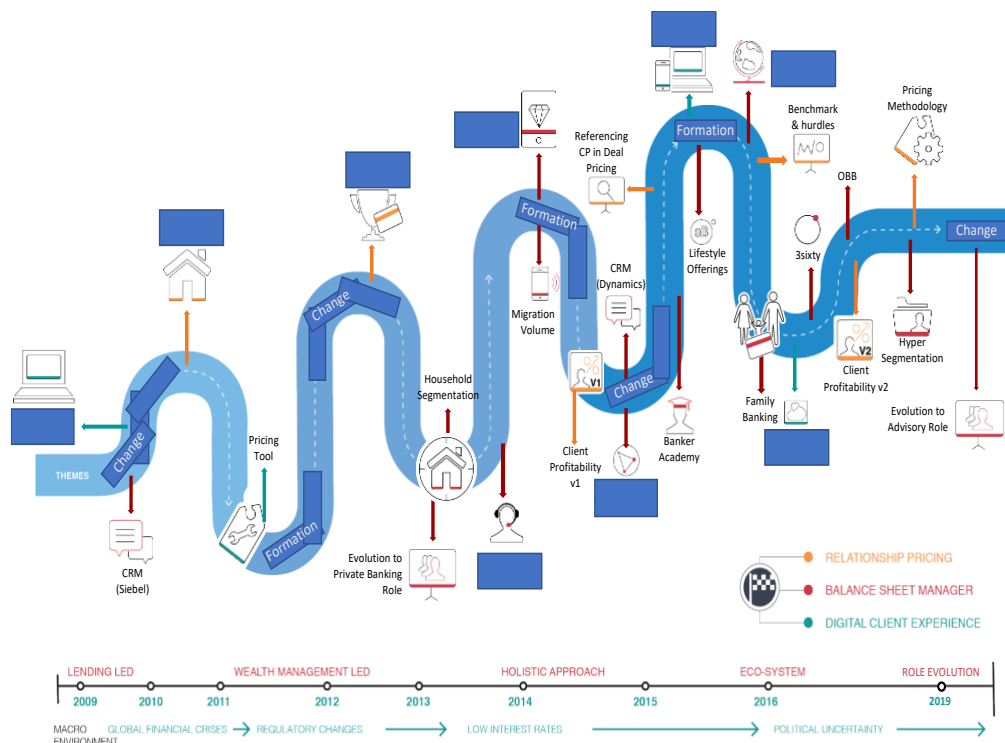 Pricing
Methodology
Benchmark
& hurdles
Formation
Referencing
CP in Deal
Pricing
OBB
Formation
Change
Lifestyle
Offerings
3sixty
CRM
(Dynamics)
Migration
Volume
Change
V1
Change
V2
Hyper
Segmentation
Client
Profitability v2
Household
Segmentation
Family
Banking
Evolution to
Advisory Role
Banker
Academy
Client
Profitability
v1
Change
Pricing
Tool
THEMES
Formation
CRM
(Siebel)
Evolution to
Private Banking
Role
RELATIONSHIP PRICING
BALANCE SHEET MANAGER
DIGITAL CLIENT EXPERIENCE
LENDING LED WEALTH MANAGEMENT LED HOLISTIC APPROACH ECO-SYSTEM ROLE EVOLUTION
2009 2010 2011 2012 2013 2014 2015 2016 2019
MACRO GLOBAL FINANCIAL CRISES REGULATORY CHANGES LOW INTEREST RATES POLITICAL UNCERTAINTY
ENVIRONMENT